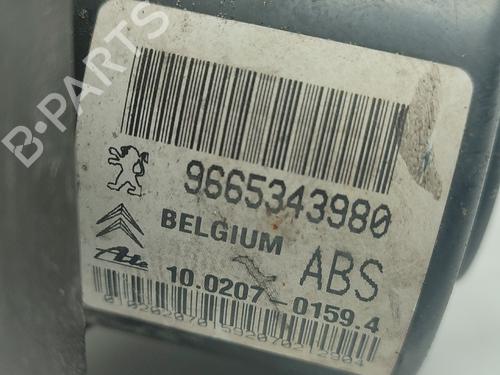 B-PARTS
9665343980
BELGIUM
ABS
Ate
10.0207-0159.4